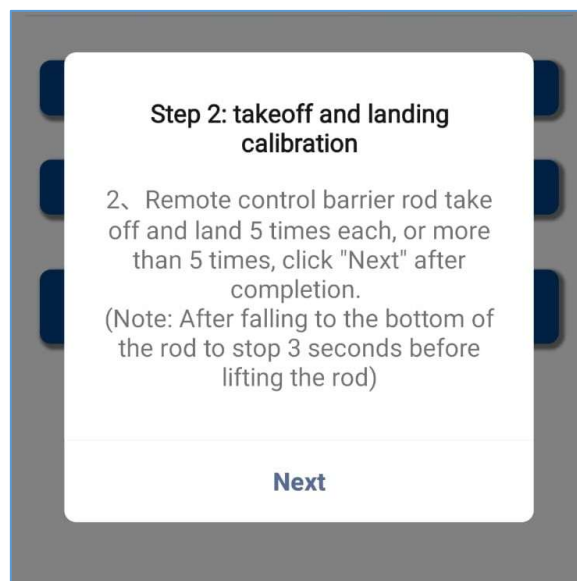 Step 2: takeoff and landing
calibration
2、Remote control barrier rod take
off and land 5 times each, or more
than 5 times, click "Next" after
completion.
(Note: After falling to the bottom of
the rod to stop 3 seconds before
lifting the rod)
Next